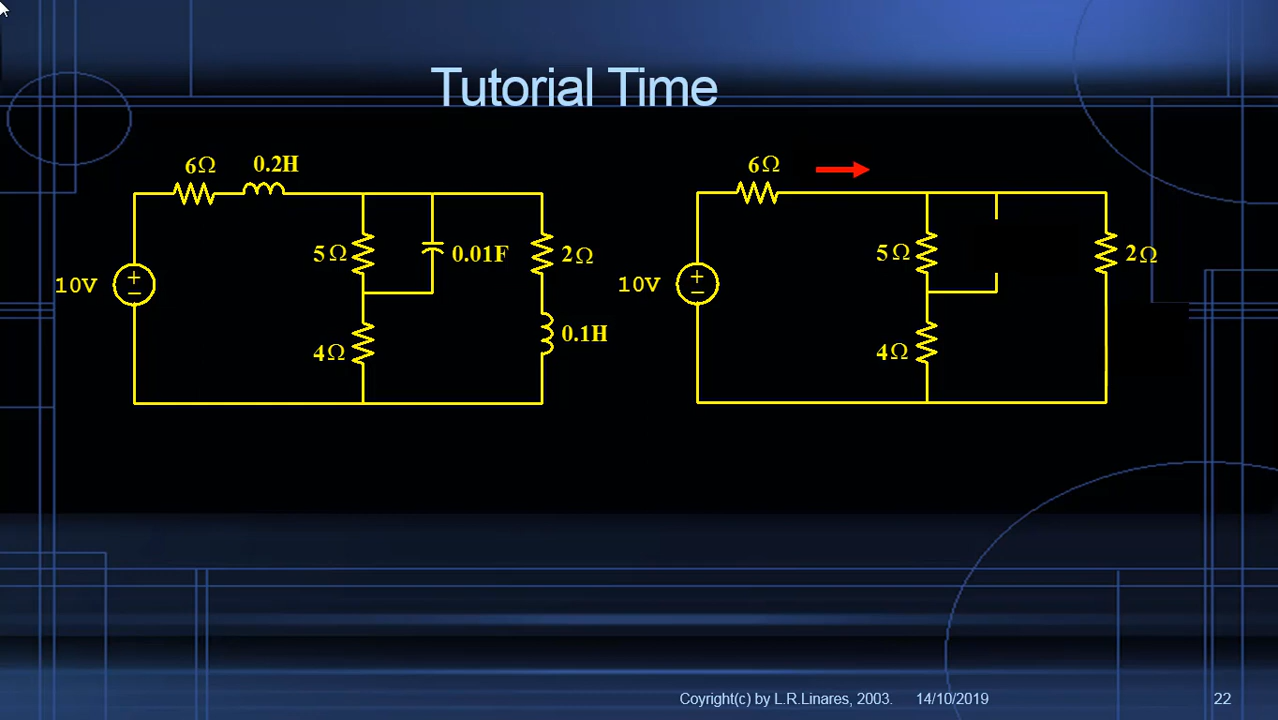 Tutorial Time
6Ω 0.2H
5Ω 0.01F 2Ω
10V
0.1H
4Ω
6Ω
5Ω 2Ω
10V
4Ω
Coyright(c) by L.R.Linares, 2003. 14/10/2019 22